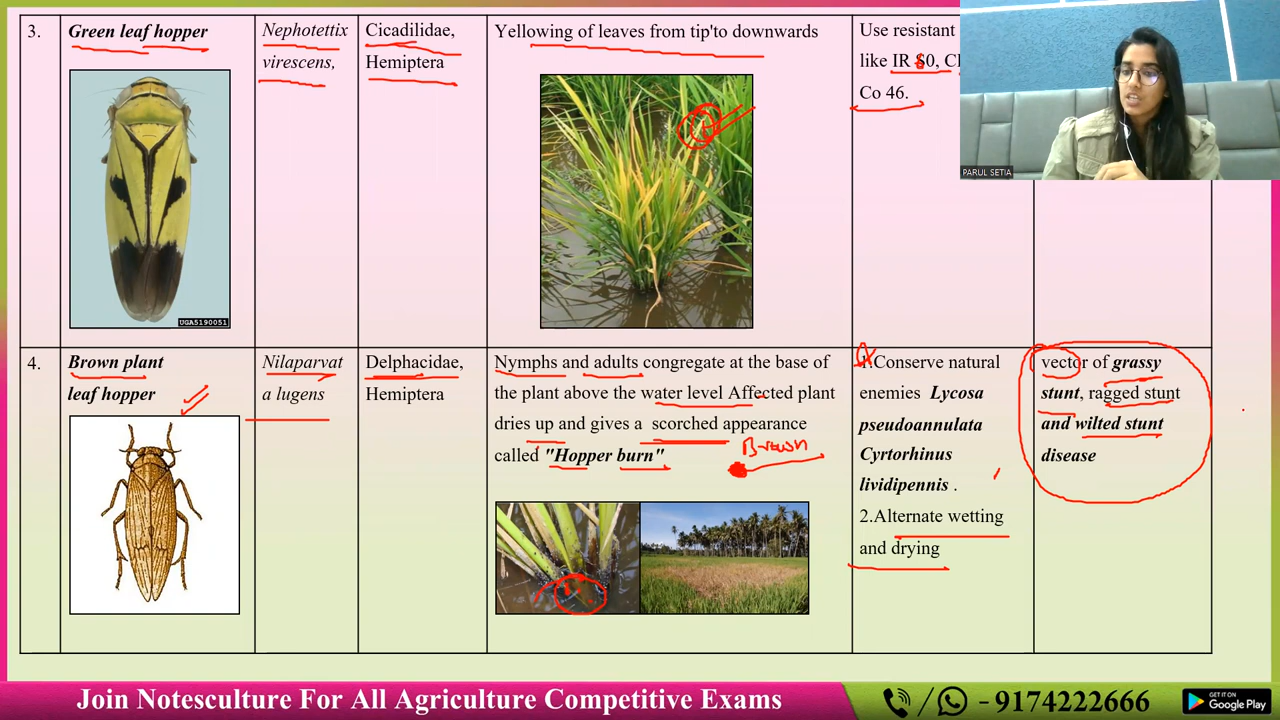 3.
Green leaf hopper
Nephotettix
virescens,
Cicadilidae,
Hemiptera
Yellowing of leaves from tip'to downwards
Use resistant
like IR
Co 46.
UGA5190051
PARUL SETIA
4.
Brown plant
leaf hopper
Nilaparvat
a lugens
Delphacidae,
Hemiptera
Nymphs and adults congregate at the base of
the plant above the water level Affected plant
dries up and gives a scorched appearance
called "Hopper burn"
Brown
1.Conserve natural
enemies Lycosa
pseudoannulata
Cyrtorhinus
lividipennis .
2.Alternate wetting
and drying
vector of grassy
stunt, ragged stunt
and wilted stunt
disease
Join Notesculture For All Agriculture Competitive Exams
/ - 9174222666
GET IT ON
Google Play